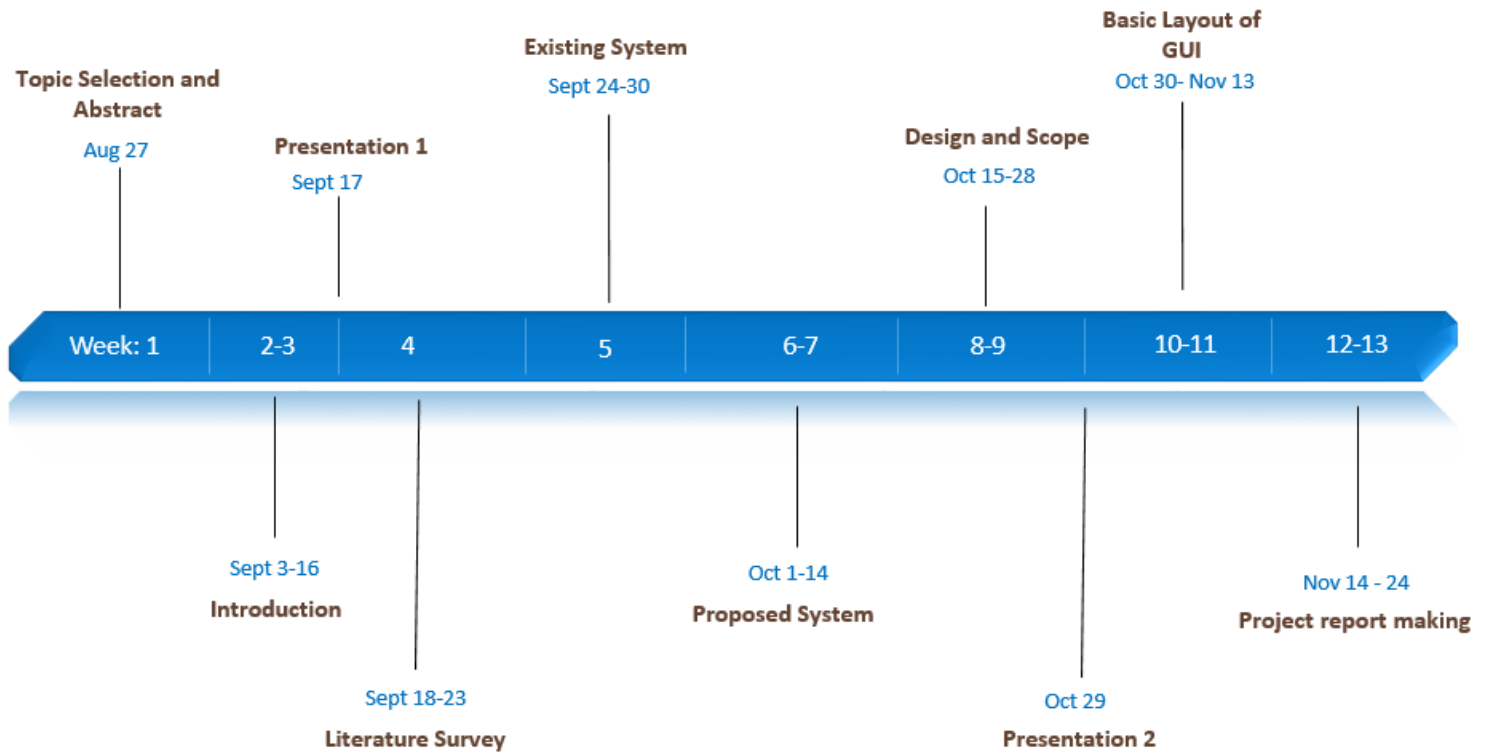 Topic Selection and
Abstract
Aug 27
Presentation 1
Sept 17
Existing System
Sept 24-30
Design and Scope
Oct 15-28
Basic Layout of
GUI
Oct 30- Nov 13
Week: 1
2-3
4
5
6-7
8-9
10-11
12-13
Sept 3-16
Introduction
Sept 18-23
Literature Survey
Oct 1-14
Proposed System
Oct 29
Presentation 2
Nov 14 - 24
Project report making